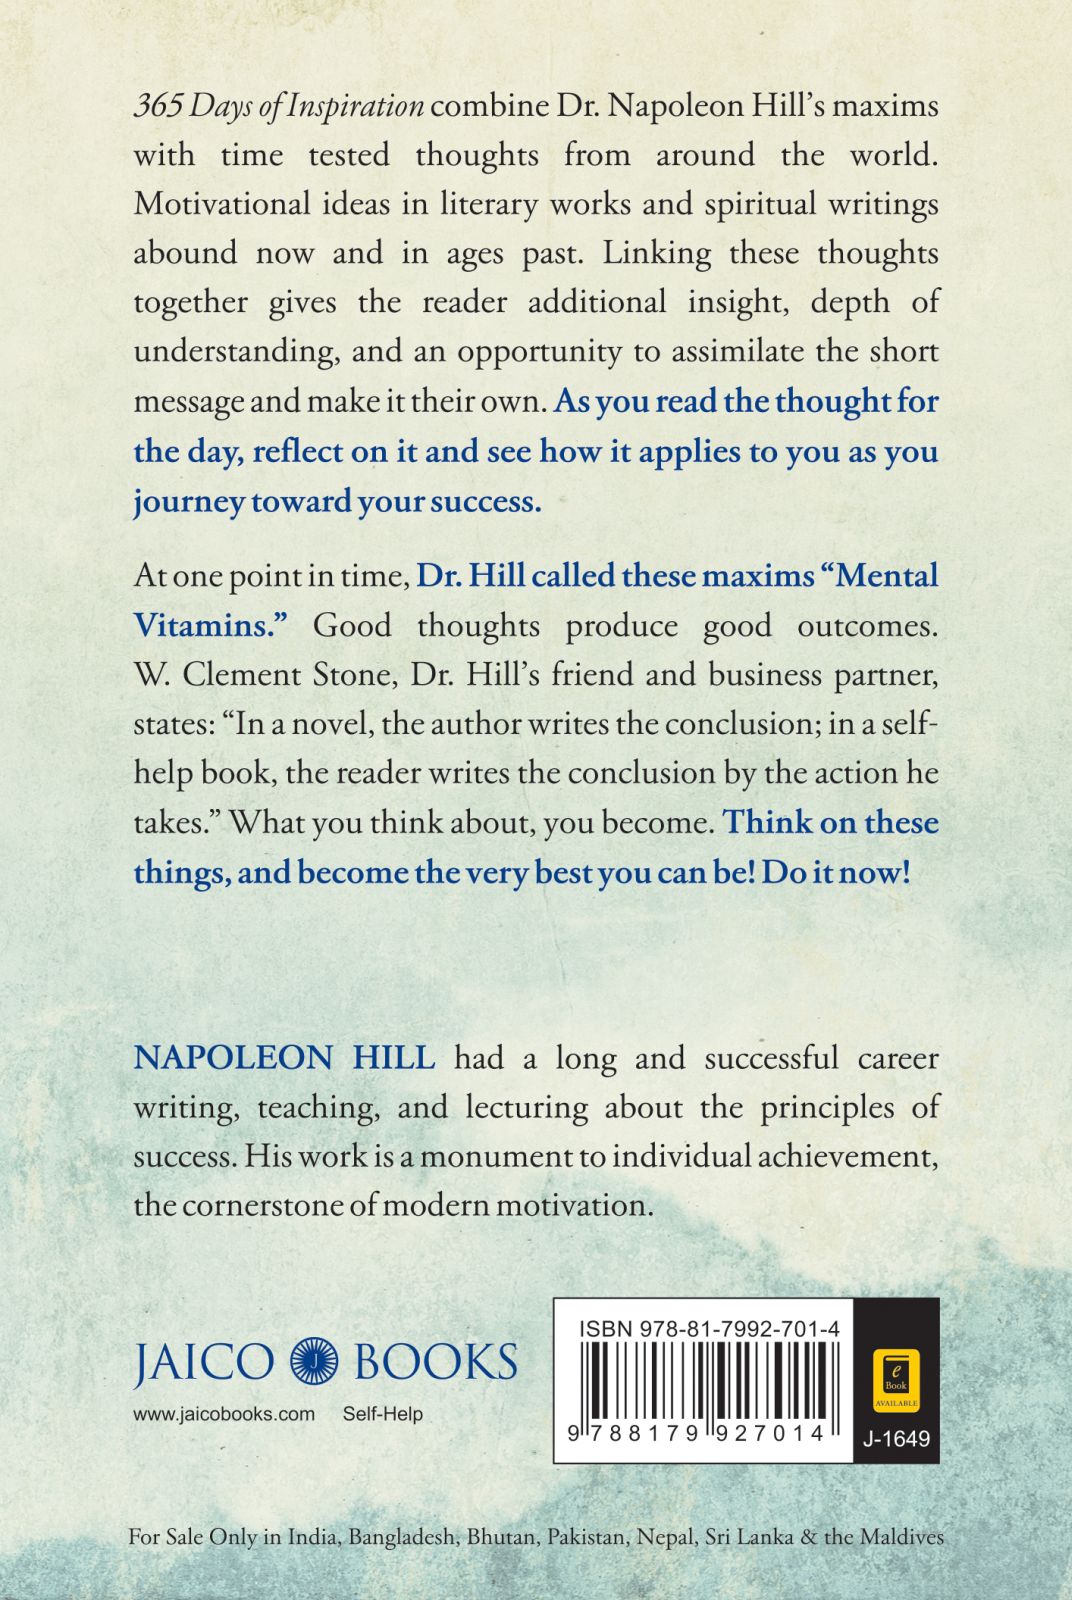 365 Days of Inspiration combine Dr. Napoleon Hill’s maxims
with time tested thoughts from around the world.
Motivational ideas in literary works and spiritual writings
abound now and in ages past. Linking these thoughts
together gives the reader additional insight, depth of
understanding, and an opportunity to assimilate the short
message and make it their own. As you read the thought for
the day, reflect on it and see how it applies to you as you
journey toward your success.
At one point in time, Dr. Hill called these maxims “Mental
Vitamins.” Good thoughts produce good outcomes.
W. Clement Stone, Dr. Hill’s friend and business partner,
states: “In a novel, the author writes the conclusion; in a self-
help book, the reader writes the conclusion by the action he
takes.” What you think about, you become. Think on these
things, and become the very best you can be! Do it now!
NAPOLEON HILL had a long and successful career
writing, teaching, and lecturing about the principles of
success. His work is a monument to individual achievement,
the cornerstone of modern motivation.
JAICO J BOOKS
www.jaicobooks.com Self-Help
ISBN 978-81-7992-701-4
9 788179 927014
e
Book
AVAILABLE
J-1649
For Sale Only in India, Bangladesh, Bhutan, Pakistan, Nepal, Sri Lanka & the Maldives